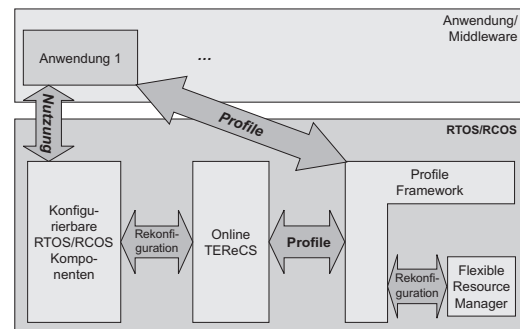 Anwendung/
Middleware
Anwendung 1
...
Nutzung
Profile
RTOS/RCOS
Profile
Framework
Konfigu-
rierbare
RTOS/RCOS
Kompo-
nenten
Rekonfi-
guration
Online
TEReCS
Profile
Rekonfi-
guration
Flexible
Resource
Manager